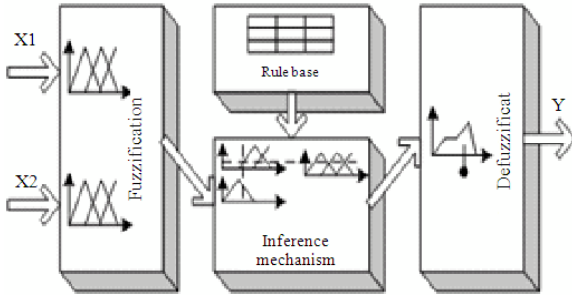 X1
X2
Fuzzification
Rule base
Inference
mechanism
Defuzzificat
Y